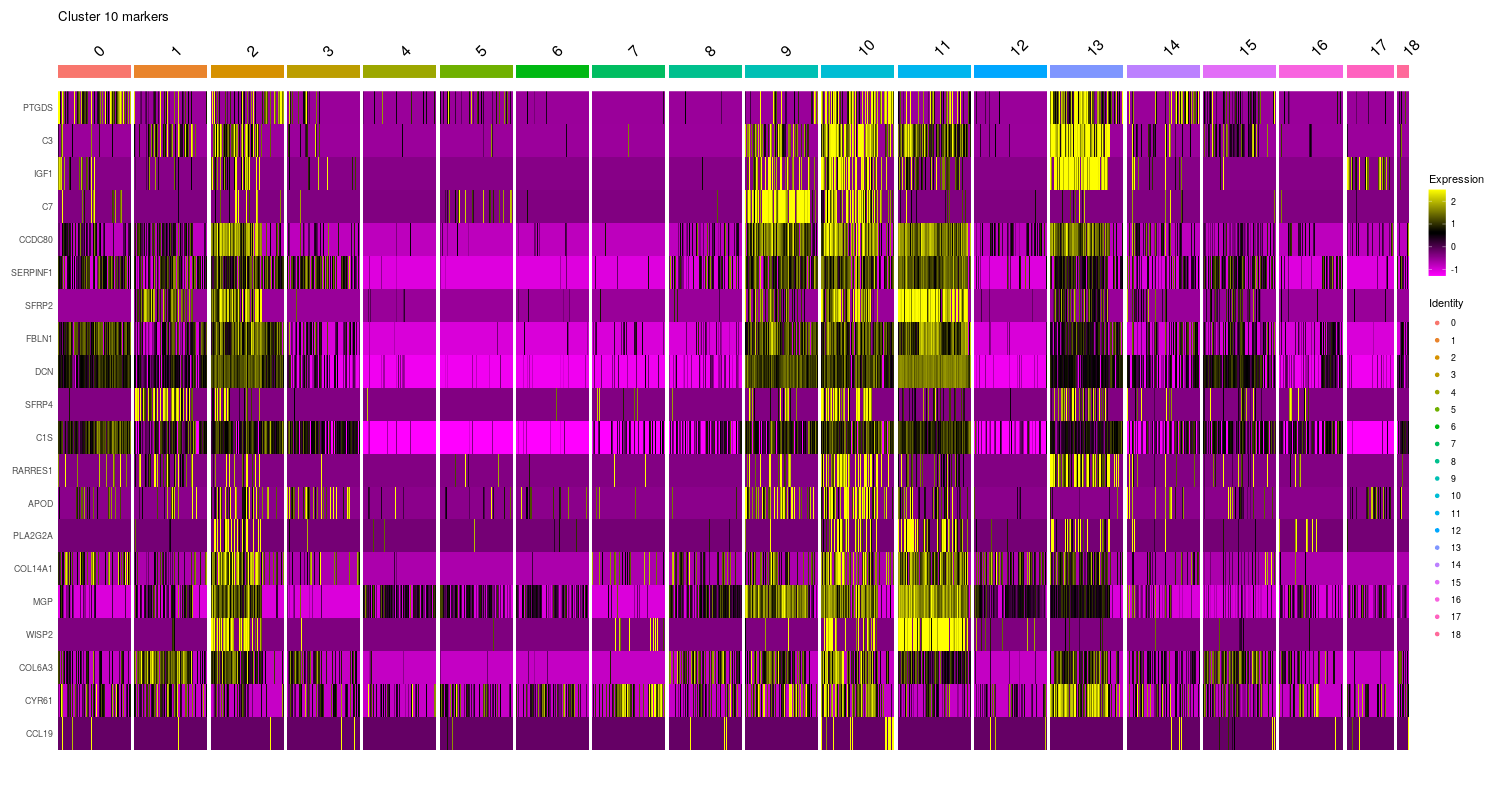 Cluster 10 markers
0 1 2 3 4 5 6 7 8 9 10 11 12 13 14 15 16 17 18
PTGDS
C3
IGF1
C7
CCDC80
SERPINF1
SFRP2
FBLN1
DCN
SFRP4
C1S
RARRES1
APOD
PLA2G2A
COL14A1
MGP
WISP2
COL6A3
CYR61
CCL19
Expression
2
1
0
-1
Identity
0
1
2
3
4
5
6
7
8
9
10
11
12
13
14
15
16
17
18